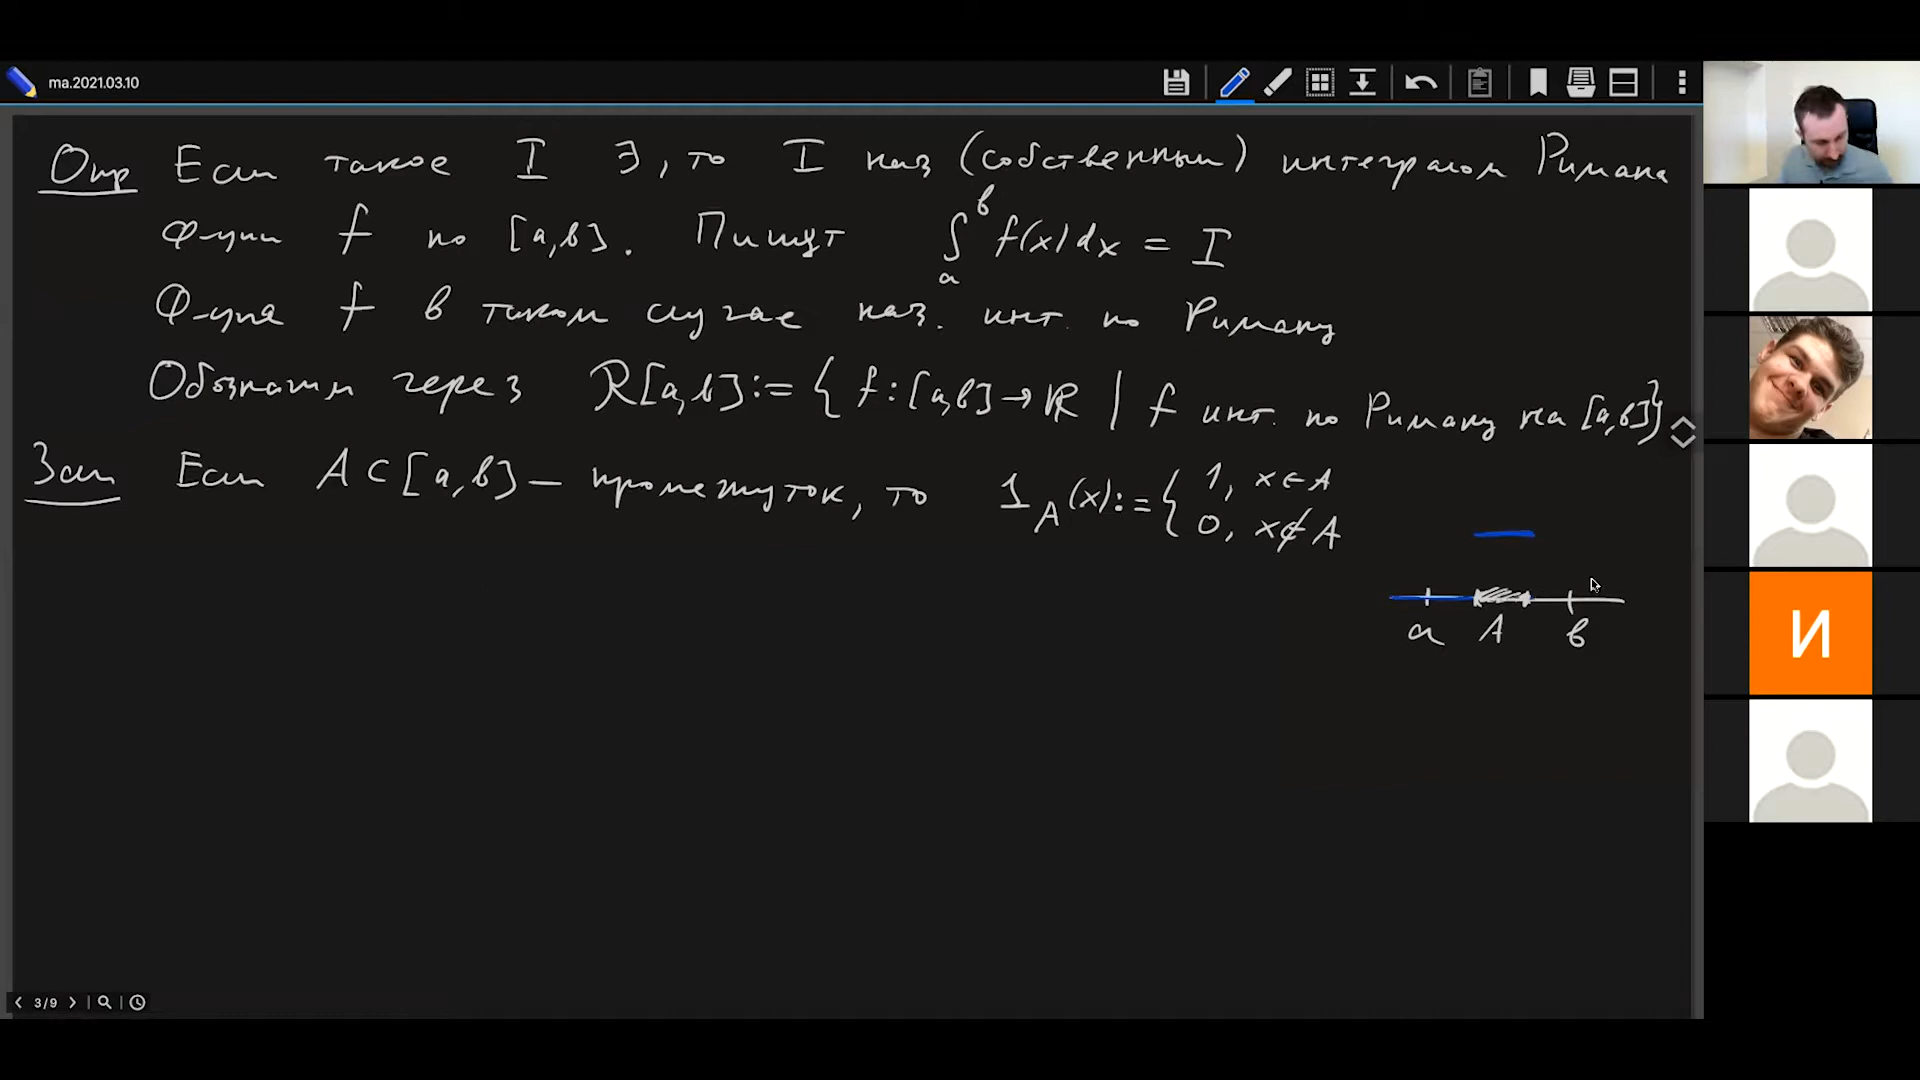 ma.2021.03.10
Опр Если такое I ∃, то I наз (собственным) интегралом Римана
Ф-ции f по [a,b]. Пишут ∫ₐᵇ f(x)dx = I
Ф-ция f в таком случае наз. инт. по Риману
Обозначим через R[a,b]:= { f:[a,b]→ℝ | f инт. по Риману на [a,b]}
Зам Если A⊂[a,b] – промежуток, то 1_A(x):= { 1, x∈A
0, x∉A
a A b
И
3/9